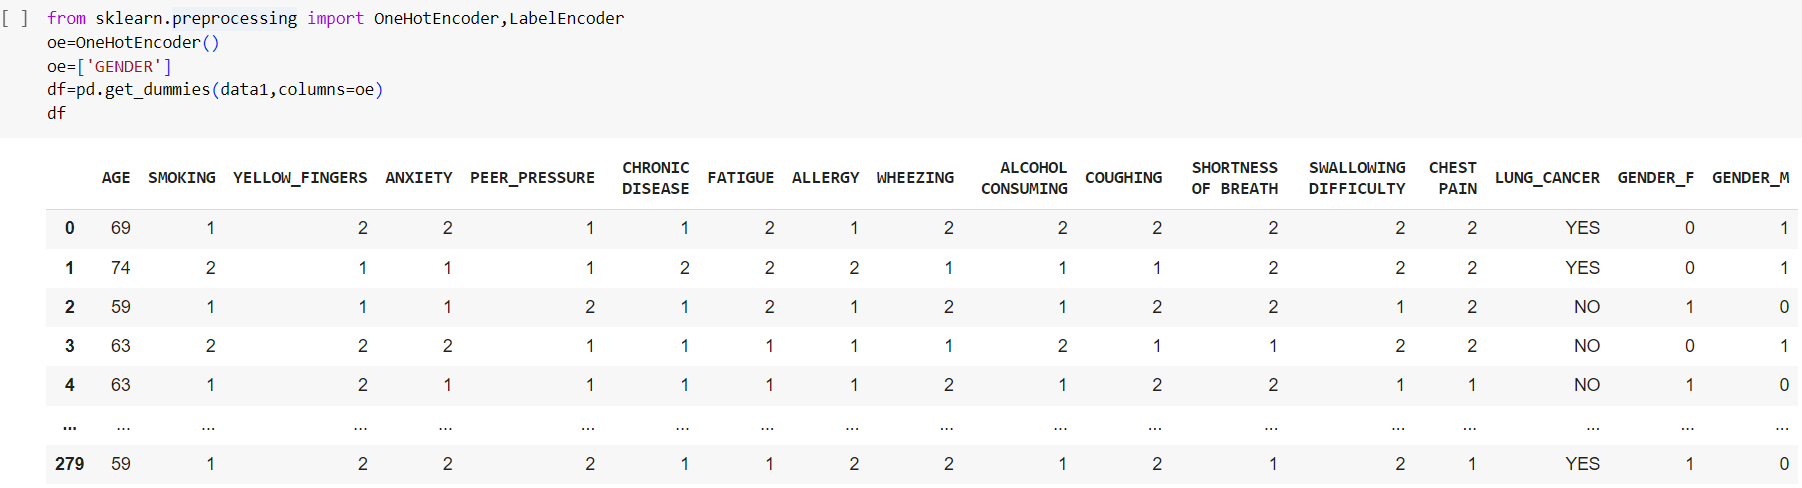 [ ] from sklearn.preprocessing import OneHotEncoder,LabelEncoder
oe=OneHotEncoder()
oe=['GENDER']
df=pd.get_dummies(data1,columns=oe)
df
AGE SMOKING YELLOW_FINGERS ANXIETY PEER_PRESSURE CHRONIC DISEASE FATIGUE ALLERGY WHEEZING ALCOHOL CONSUMING COUGHING SHORTNESS OF BREATH SWALLOWING DIFFICULTY CHEST PAIN LUNG_CANCER GENDER_F GENDER_M
0 69 1 2 2 1 1 2 1 2 2 2 2 2 2 YES 0 1
1 74 2 1 1 1 2 2 2 1 1 1 2 2 2 YES 0 1
2 59 1 1 1 2 1 2 1 2 1 2 2 1 2 NO 1 0
3 63 2 2 2 1 1 1 1 1 2 1 1 2 2 NO 0 1
4 63 1 2 1 1 1 1 1 2 1 2 2 1 1 NO 1 0
... ... ... ... ... ... ... ... ... ... ... ... ... ... ... ... ... ...
279 59 1 2 2 2 1 1 2 2 1 2 1 2 1 YES 1 0